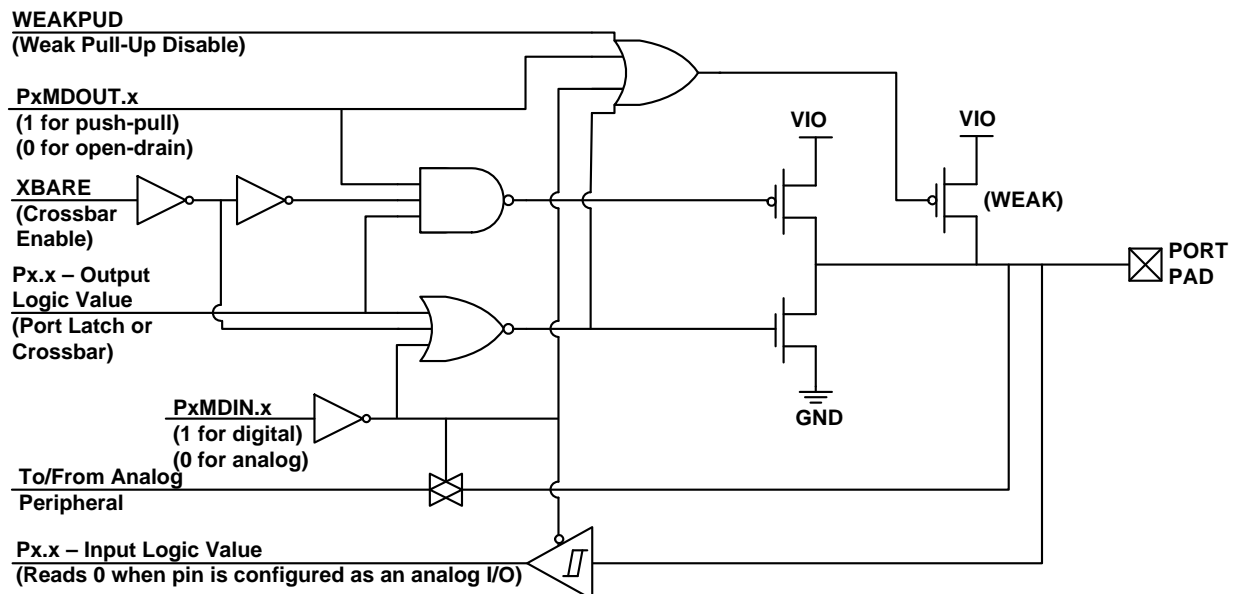 WEAKPUD
(Weak Pull-Up Disable)
PxMDOUT.x
(1 for push-pull)
(0 for open-drain)
XBARE
(Crossbar
Enable)
Px.x – Output
Logic Value
(Port Latch or
Crossbar)
PxMDIN.x
(1 for digital)
(0 for analog)
To/From Analog
Peripheral
Px.x – Input Logic Value
(Reads 0 when pin is configured as an analog I/O)
VIO
VIO
(WEAK)
GND
PORT
PAD